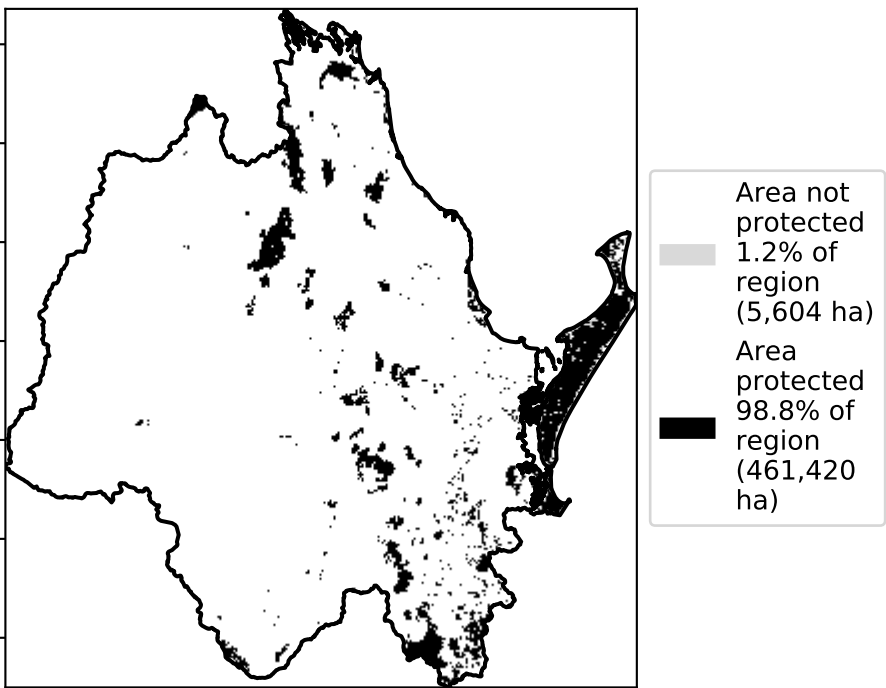 Area not
protected
1.2% of
region
(5,604 ha)
Area
protected
98.8% of
region
(461,420
ha)